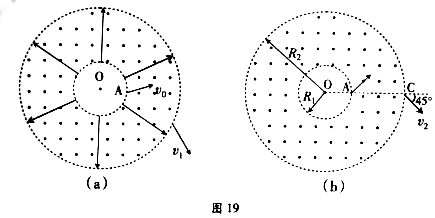 O
A
v₀
v₁
(a)
R₂
O
A
R₁
C
45°
v₂
(b)
图 19